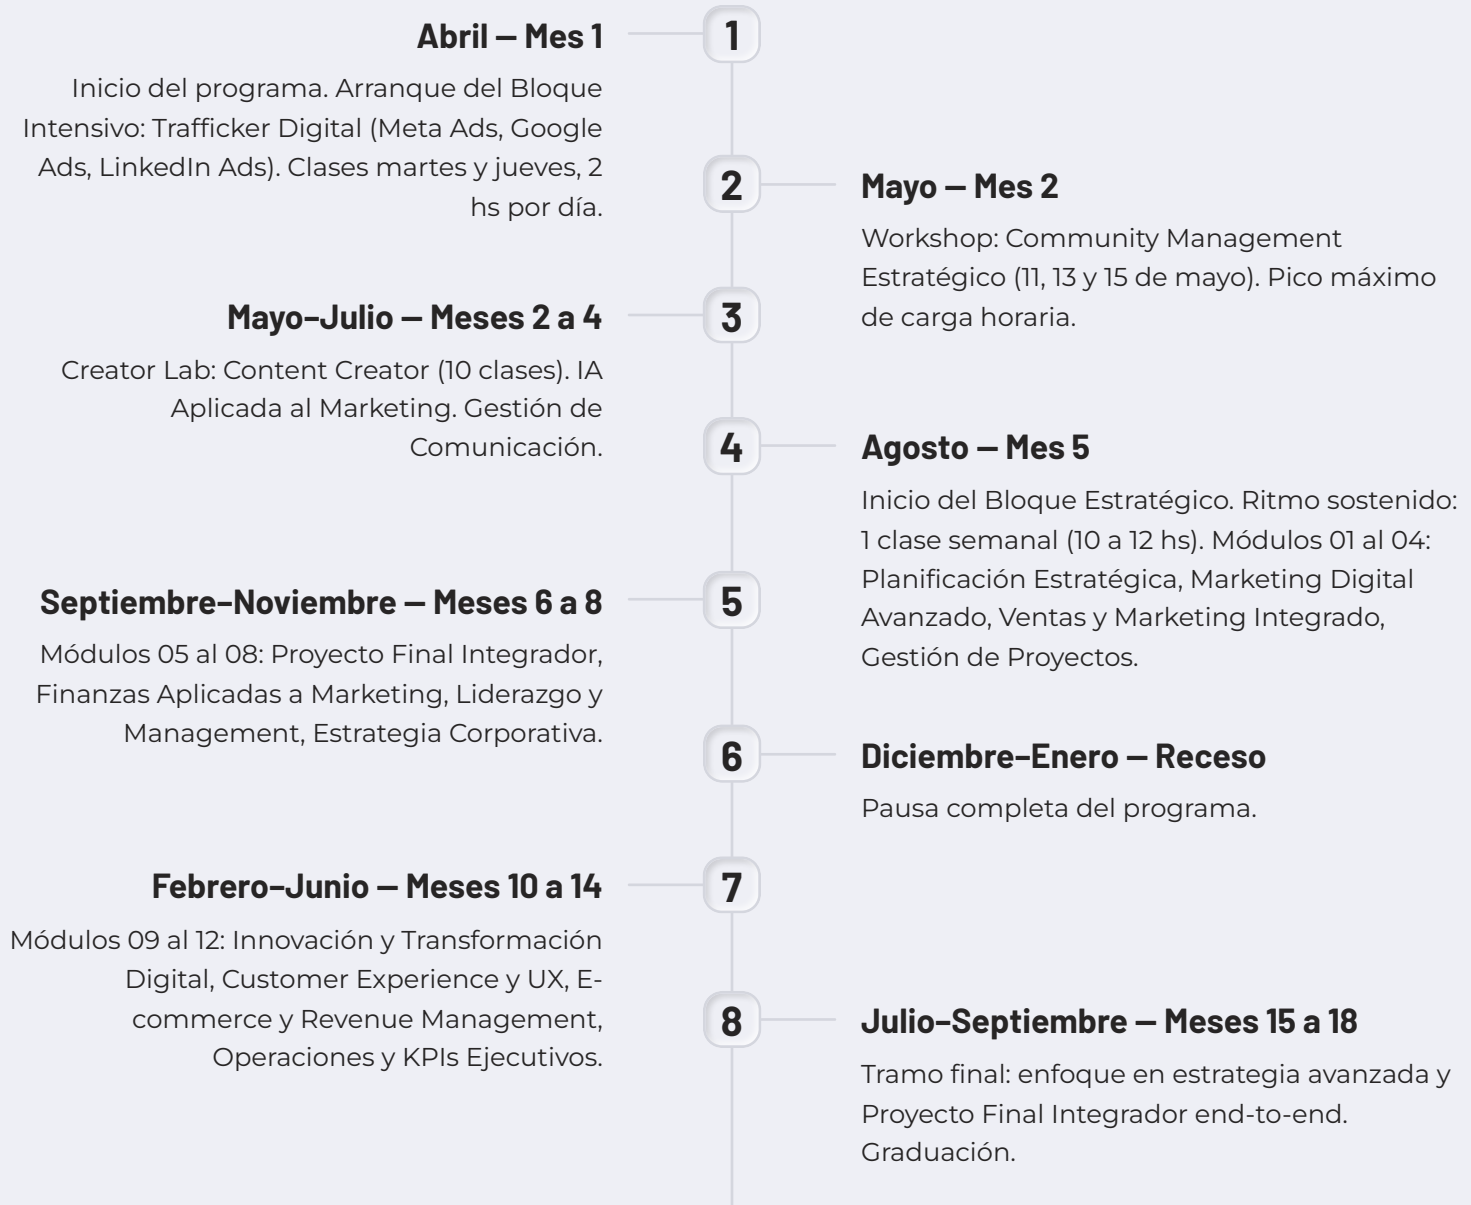 1
Abril — Mes 1
Inicio del programa. Arranque del Bloque
Intensivo: Trafficker Digital (Meta Ads, Google
Ads, LinkedIn Ads). Clases martes y jueves, 2
hs por día.
2
Mayo — Mes 2
Workshop: Community Management
Estratégico (11, 13 y 15 de mayo). Pico máximo
de carga horaria.
3
Mayo–Julio — Meses 2 a 4
Creator Lab: Content Creator (10 clases). IA
Aplicada al Marketing. Gestión de
Comunicación.
4
Agosto — Mes 5
Inicio del Bloque Estratégico. Ritmo sostenido:
1 clase semanal (10 a 12 hs). Módulos 01 al 04:
Planificación Estratégica, Marketing Digital
Avanzado, Ventas y Marketing Integrado,
Gestión de Proyectos.
5
Septiembre–Noviembre — Meses 6 a 8
Módulos 05 al 08: Proyecto Final Integrador,
Finanzas Aplicadas a Marketing, Liderazgo y
Management, Estrategia Corporativa.
6
Diciembre–Enero — Receso
Pausa completa del programa.
7
Febrero–Junio — Meses 10 a 14
Módulos 09 al 12: Innovación y Transformación
Digital, Customer Experience y UX, E-
commerce y Revenue Management,
Operaciones y KPIs Ejecutivos.
8
Julio–Septiembre — Meses 15 a 18
Tramo final: enfoque en estrategia avanzada y
Proyecto Final Integrador end-to-end.
Graduación.